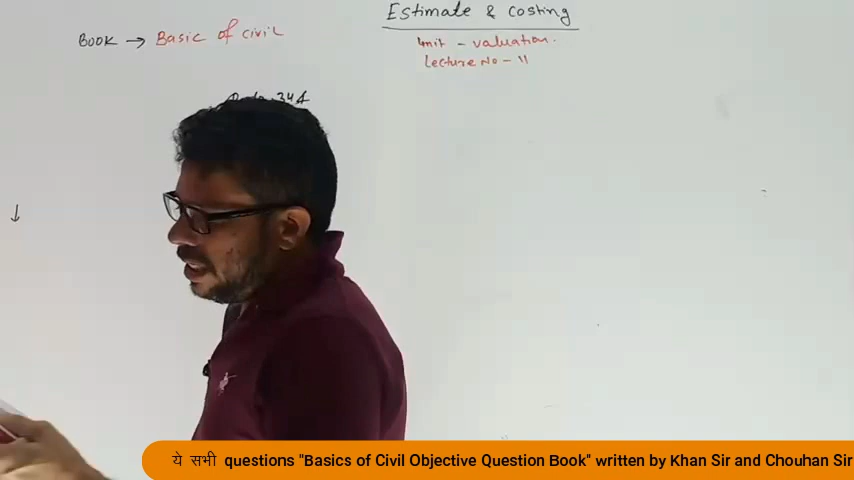 Estimate & costing
BOOK → Basic of civil
unit - valuation.
Lecture No - 11
344
↓
ये सभी questions "Basics of Civil Objective Question Book" written by Khan Sir and Chouhan Sir